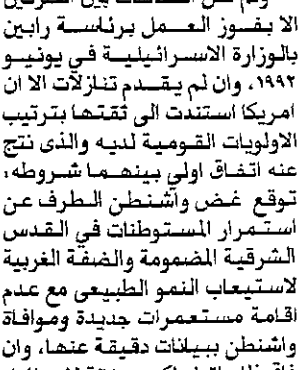 الا بفوز العمل برئاسة رابين
بالوزارة الاسرائيلية في يونيو
١٩٩٢، وان لم يقدم تنازلات الا ان
امريكا استندت الى ثقتها بترتيب
الاولويات القومية لديه والذى نتج
عنه اتفاق اولي بينهما شروطه،
توقع غض واشنطن الطرف عن
استمرار المستوطنات في القدس
الشرقية المضمومة والضفة الغربية
لاستيعاب النمو الطبيعى مع عدم
اقامة مستعمرات جديدة وموافاة
واشنطن ببيانات دقيقة عنها، وان